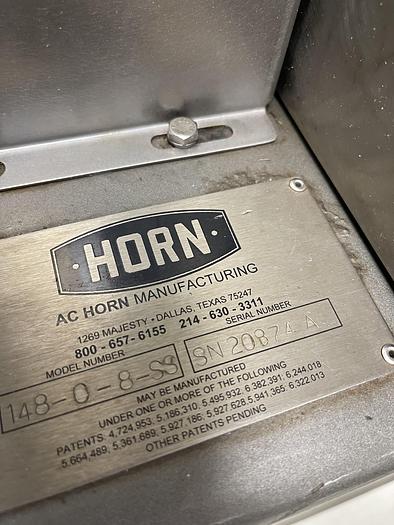 ·HORN·
AC HORN MANUFACTURING
1269 MAJESTY • DALLAS, TEXAS 75247
800 - 657- 6155 214 - 630 - 3311
MODEL NUMBER SERIAL NUMBER
148-0-8-SS SN 20874 A
MAY BE MANUFACTURED
UNDER ONE OR MORE OF THE FOLLOWING
PATENTS: 4,724,953. 5,186,310. 5,495,932. 6,382,391. 6,244,018.
5,664,489. 5,361,689. 5,927,186. 5,927,628.5,941,365. 6,322,013
OTHER PATENTS PENDING